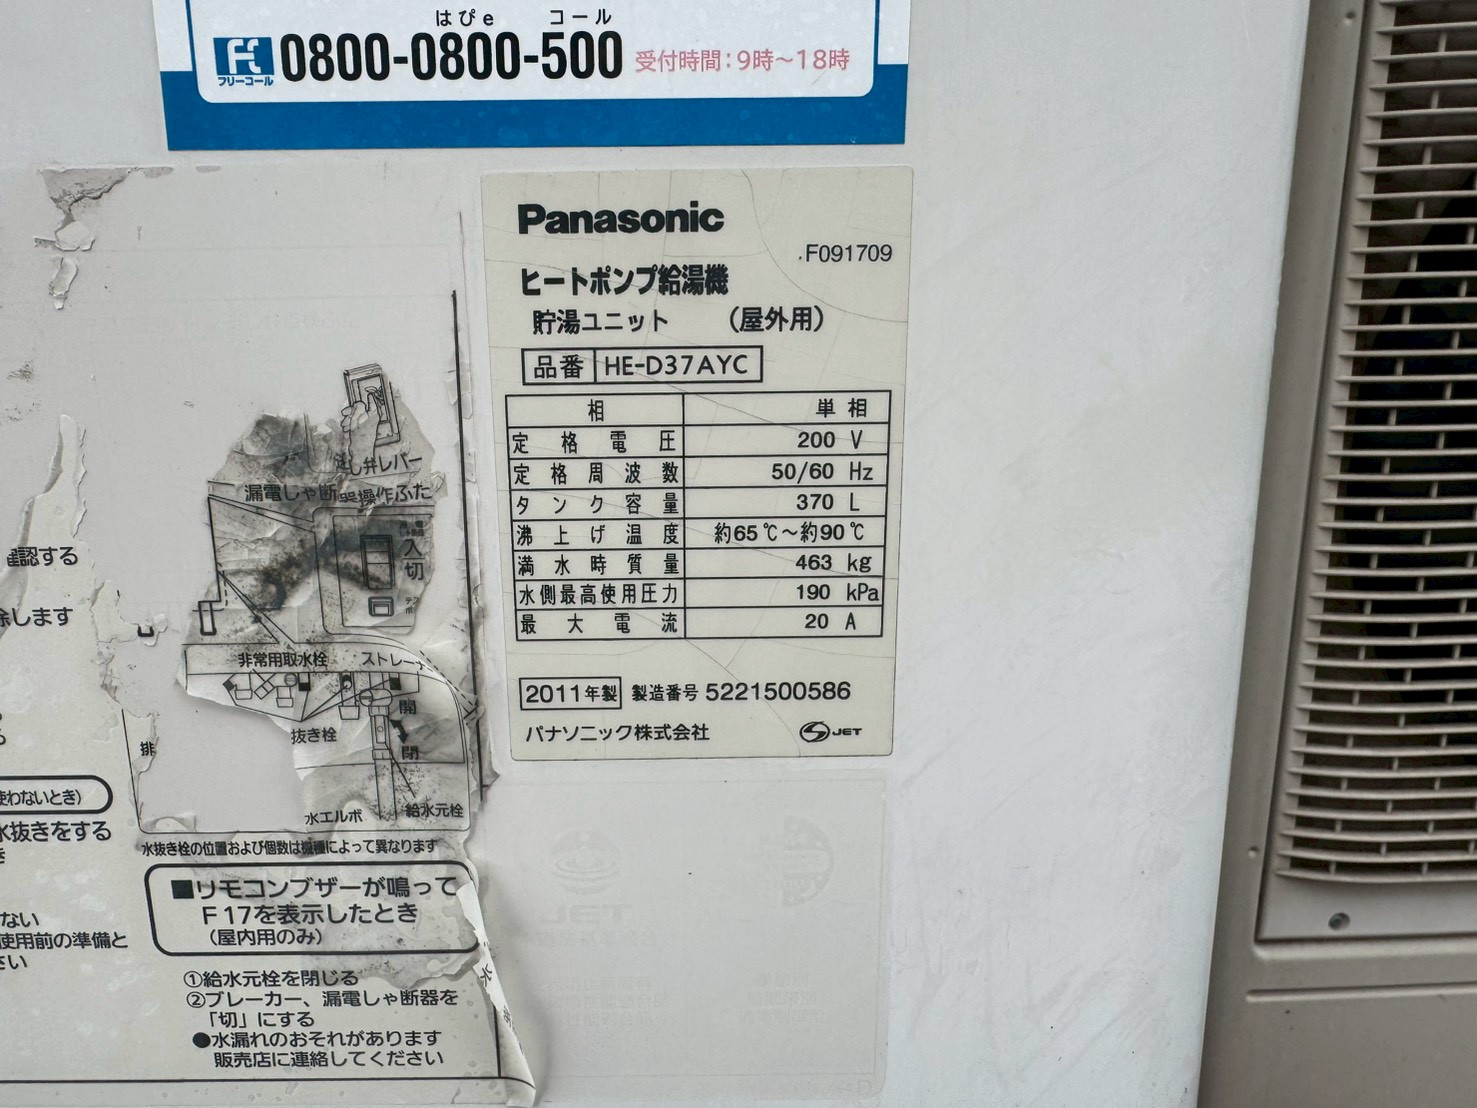 はぴe コール
フリーコール 0800-0800-500 受付時間:9時〜18時
Panasonic
F091709
ヒートポンプ給湯機
貯湯ユニット (屋外用)
品番 HE-D37AYC
相 単相
定格電圧 200 V
定格周波数 50/60 Hz
タンク容量 370 L
沸上げ温度 約65℃〜約90℃
満水時質量 463 kg
水側最高使用圧力 190 kPa
最大電流 20 A
2011年製 製造番号 5221500586
パナソニック株式会社 JET
し弁レバー
漏電しゃ断器操作ふた
入
切
確認する
します
非常用取水栓 ストレーナ
開
抜き栓
閉
排
水エルボ 給水元栓
水抜き栓の位置および個数は機種によって異なります
使わないとき)
水抜きをする
■リモコンブザーが鳴って
F17を表示したとき
(屋内用のみ)
ない
使用前の準備と
さい
①給水元栓を閉じる
②ブレーカー、漏電しゃ断器を
「切」にする
●水漏れのおそれがあります
販売店に連絡してください